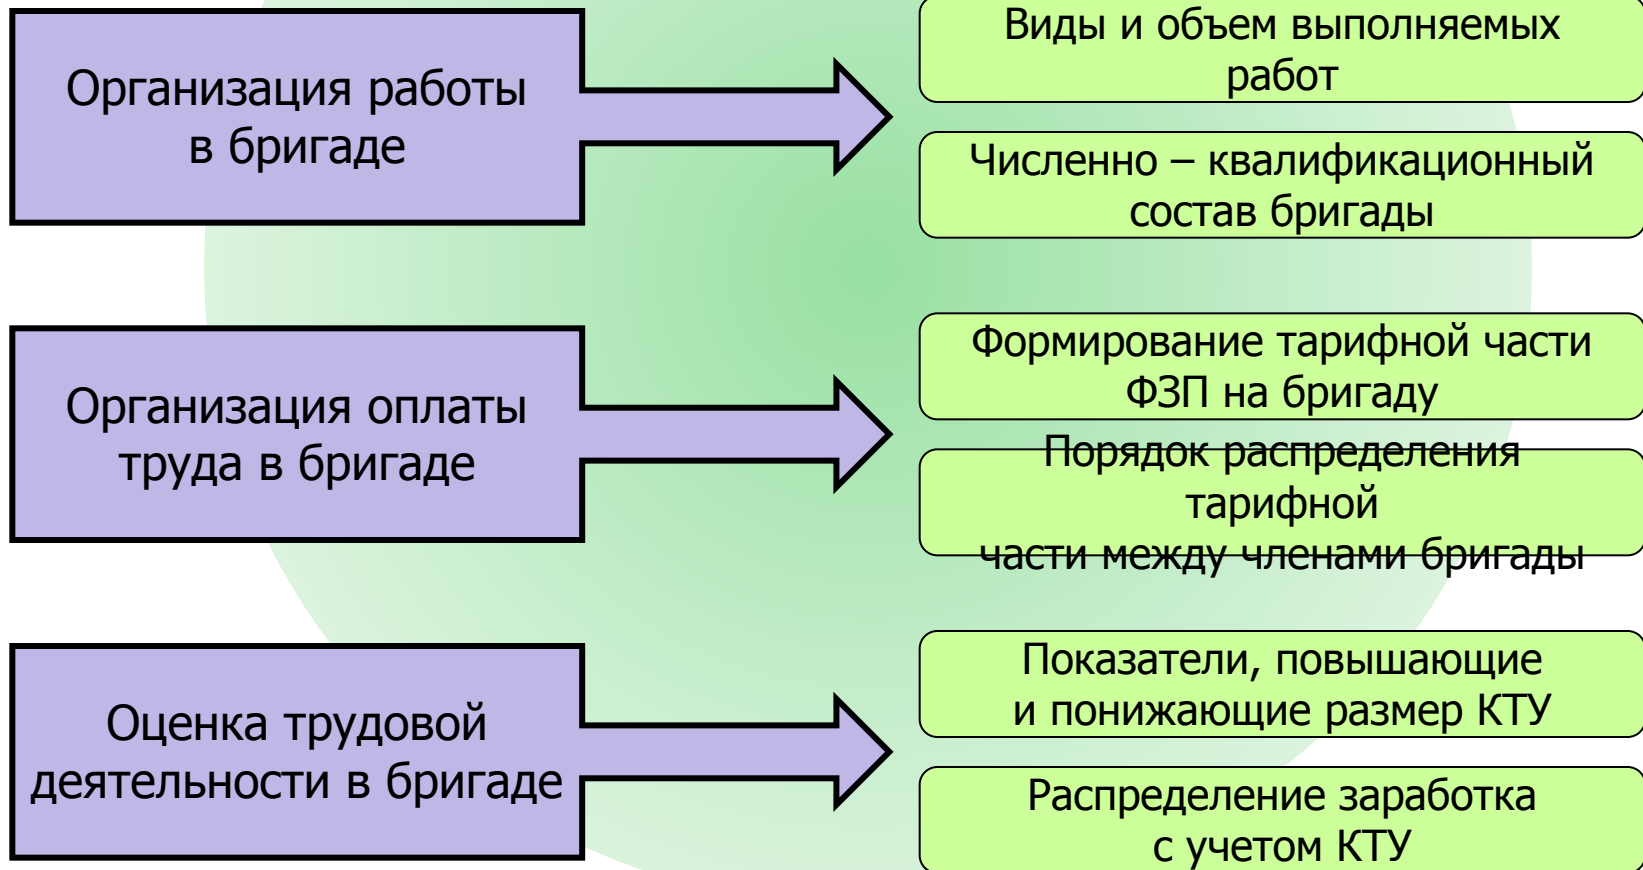 Организация работы
в бригаде
Виды и объем выполняемых
работ
Численно – квалификационный
состав бригады
Организация оплаты
труда в бригаде
Формирование тарифной части
ФЗП на бригаду
Порядок распределения
тарифной
части между членами бригады
Оценка трудовой
деятельности в бригаде
Показатели, повышающие
и понижающие размер КТУ
Распределение заработка
с учетом КТУ